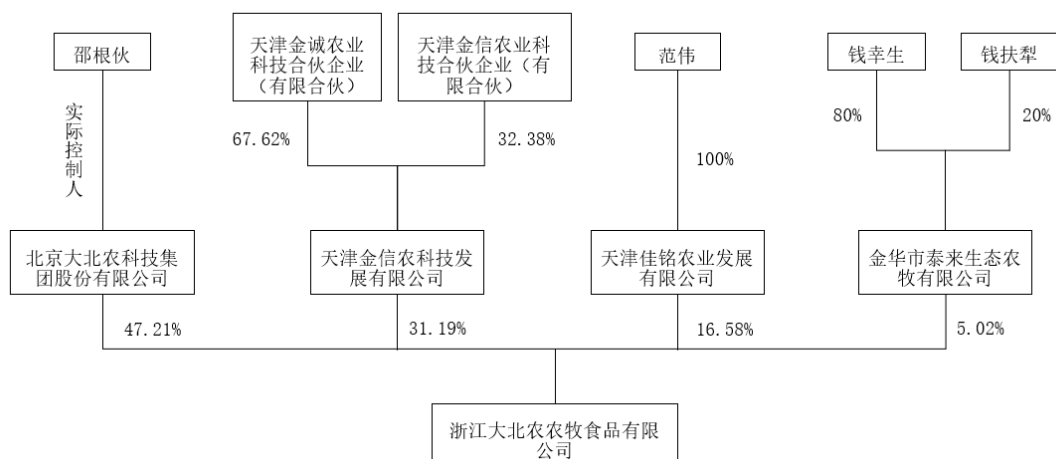 邵根伙
天津金诚农业
科技合伙企业
（有限合伙）
天津金信农业科
技合伙企业（有
限合伙）
范伟
钱幸生
钱扶犁
实际控制人
67.62%
32.38%
100%
80%
20%
北京大北农科技集
团股份有限公司
天津金信农科技发
展有限公司
天津佳铭农业发展
有限公司
金华市泰来生态农
牧有限公司
47.21%
31.19%
16.58%
5.02%
浙江大北农农牧食品有限
公司